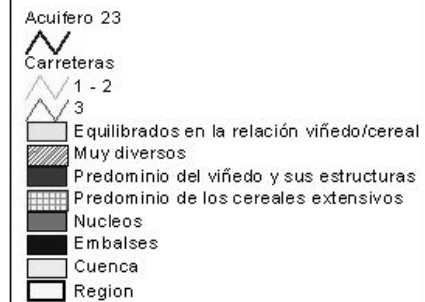 Acuifero 23
Carreteras
1 - 2
3
Equilibrados en la relación viñedo/cereal
Muy diversos
Predominio del viñedo y sus estructuras
Predominio de los cereales extensivos
Nucleos
Embalses
Cuenca
Region